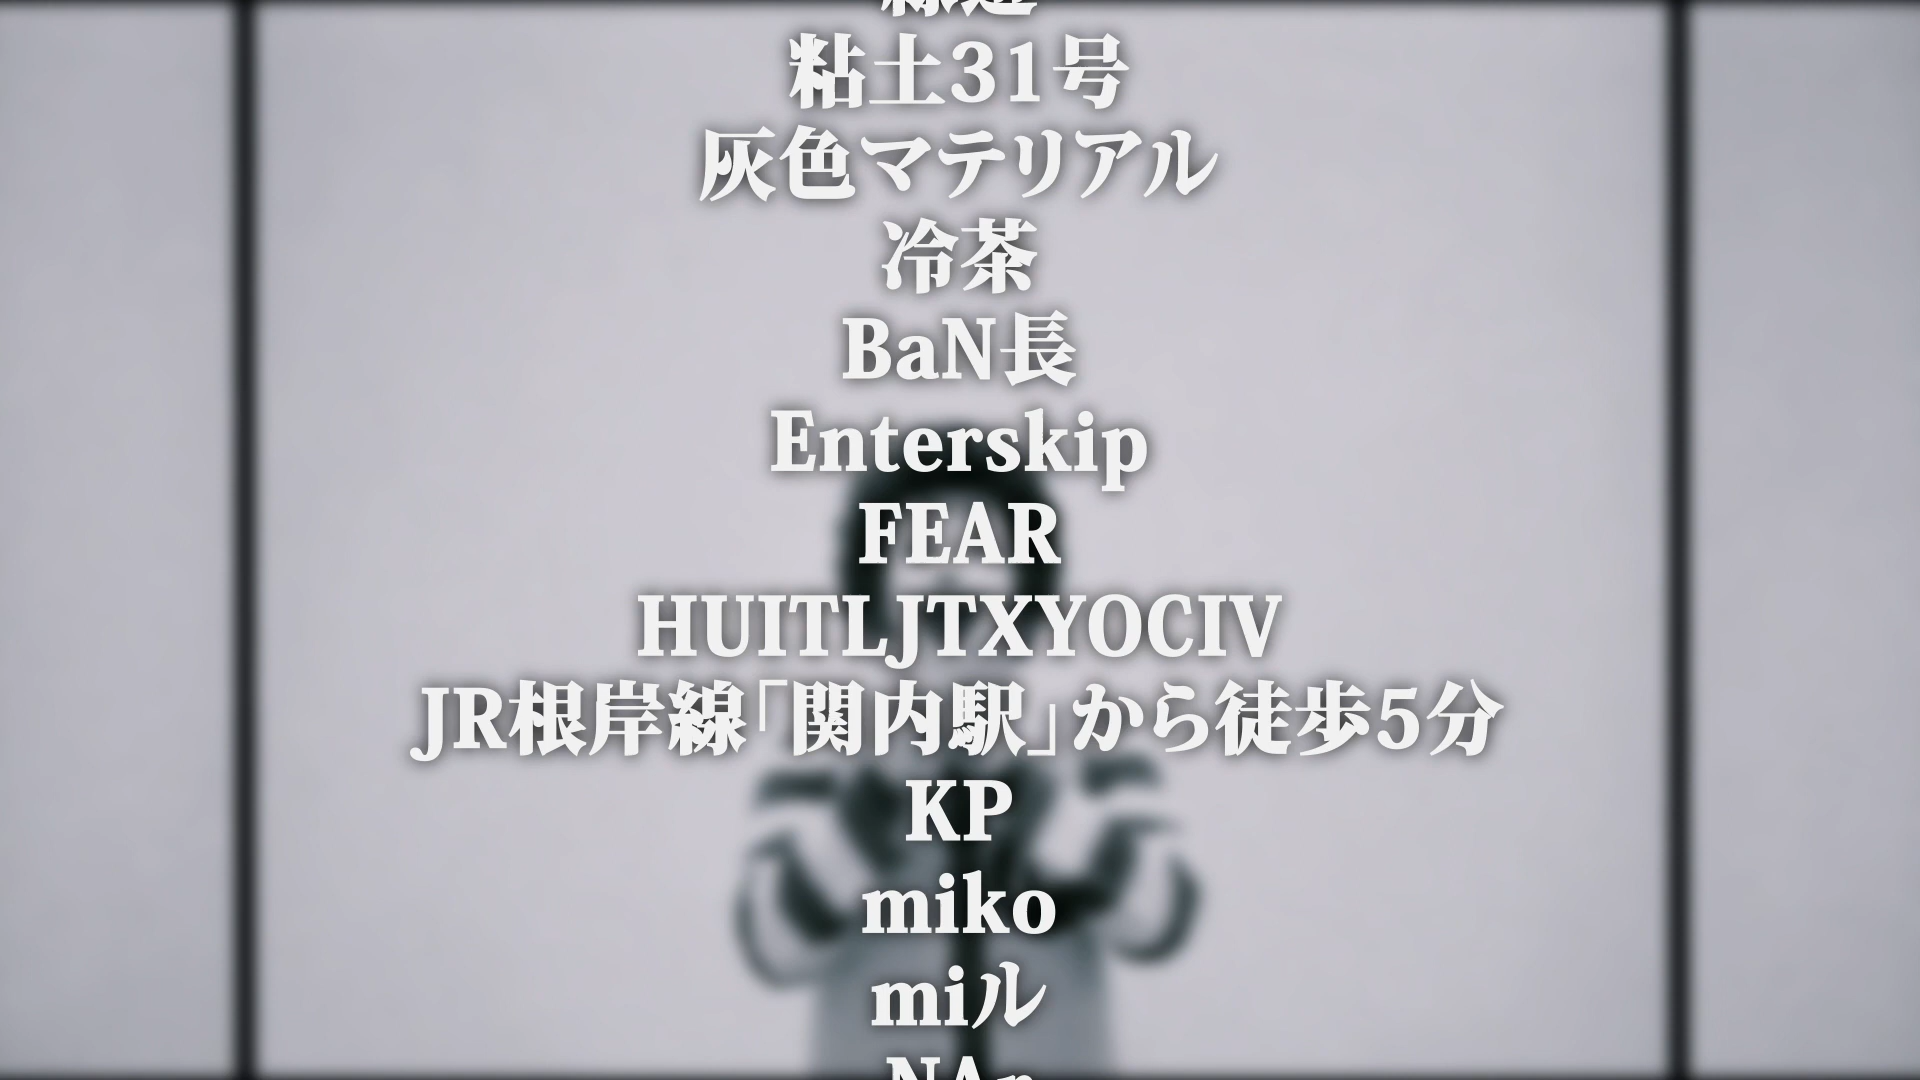 粘土31号
灰色マテリアル
冷茶
BaN長
Enterskip
FEAR
HUITLJTXYOCIV
JR根岸線「関内駅」から徒歩5分
KP
miko
miル